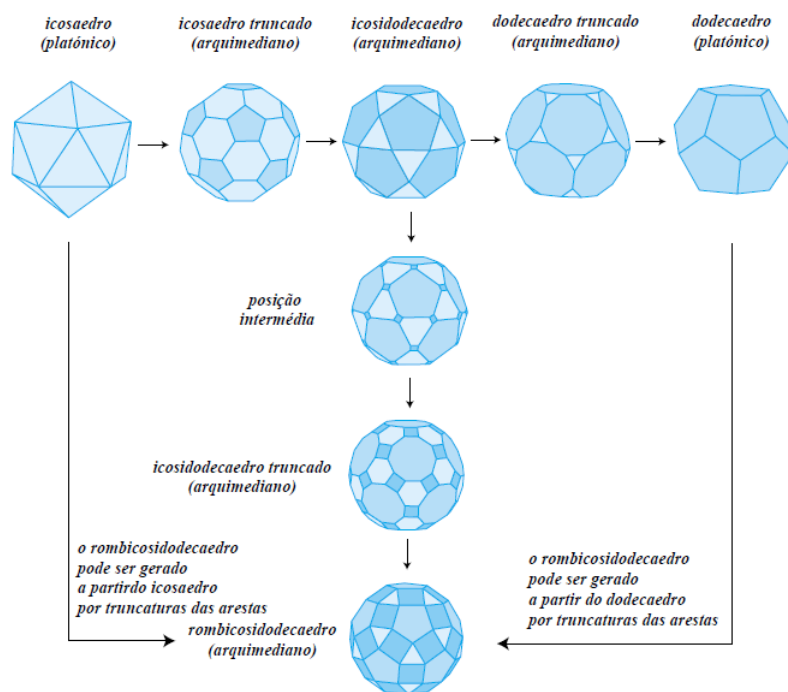 icosaedro
(platónico)
icosaedro truncado
(arquimediano)
icosidodecaedro
(arquimediano)
dodecaedro truncado
(arquimediano)
dodecaedro
(platónico)
posição
intermédia
icosidodecaedro truncado
(arquimediano)
o rombicosidodecaedro
pode ser gerado
a partirdo icosaedro
por truncaturas das arestas
rombicosidodecaedro
(arquimediano)
o rombicosidodecaedro
pode ser gerado
a partir do dodecaedro
por truncaturas das arestas